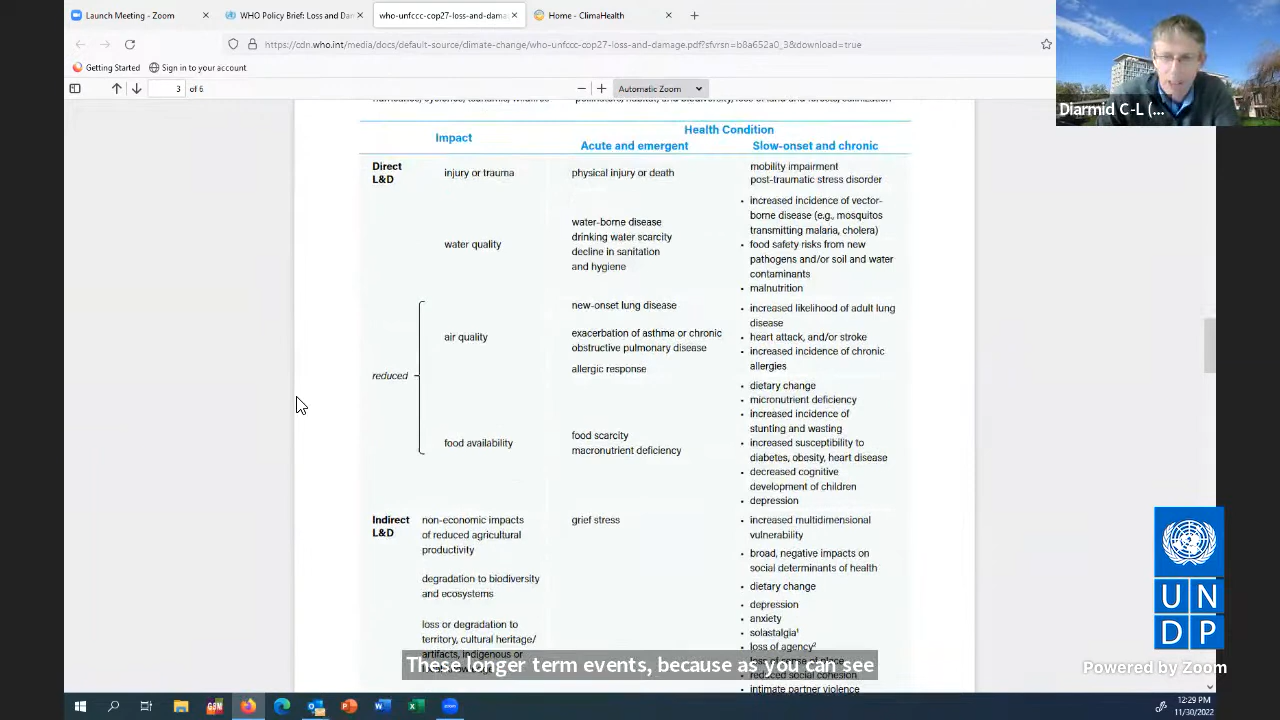 Launch Meeting - Zoom
WHO Policy Brief: Loss and Dam
who-unfccc-cop27-loss-and-dama
Home - ClimaHealth
https://cdn.who.int/media/docs/default-source/climate-change/who-unfccc-cop27-loss-and-damage.pdf?sfvrsn=b8a652a0_3&download=true
Getting Started
Sign in to your account
3 of 6
Automatic Zoom
Diarmid C-L (...
Health Condition
Impact
Acute and emergent
Slow-onset and chronic
Direct
L&D
injury or trauma
physical injury or death
mobility impairment
post-traumatic stress disorder
water quality
water-borne disease
drinking water scarcity
decline in sanitation
and hygiene
• increased incidence of vector-
borne disease (e.g., mosquitos
transmitting malaria, cholera)
• food safety risks from new
pathogens and/or soil and water
contaminants
• malnutrition
reduced
air quality
new-onset lung disease
exacerbation of asthma or chronic
obstructive pulmonary disease
allergic response
• increased likelihood of adult lung
disease
• heart attack, and/or stroke
• increased incidence of chronic
allergies
food availability
food scarcity
macronutrient deficiency
• dietary change
• micronutrient deficiency
• increased incidence of
stunting and wasting
• increased susceptibility to
diabetes, obesity, heart disease
• decreased cognitive
development of children
• depression
Indirect
L&D
non-economic impacts
of reduced agricultural
productivity
grief stress
• increased multidimensional
vulnerability
• broad, negative impacts on
social determinants of health
degradation to biodiversity
and ecosystems
• dietary change
• depression
• anxiety
loss or degradation to
territory, cultural heritage/
artifacts, indigenous or
• solastalgia¹
• loss of agency²
• loss of sense of place
• reduced social cohesion
• intimate partner violence
These longer term events, because as you can see
U N
D P
Powered by Zoom
12:29 PM
11/30/2022